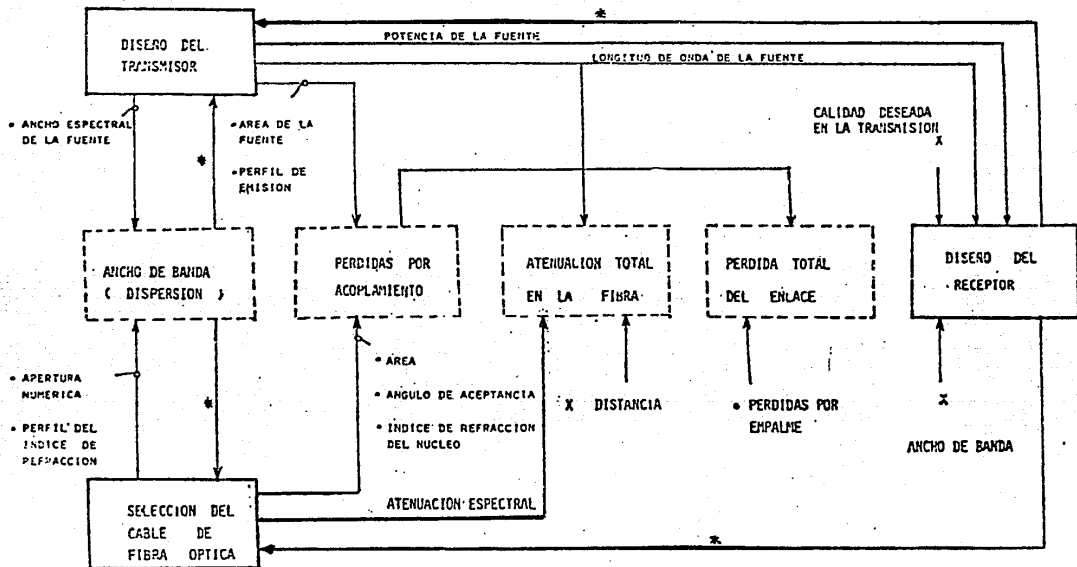 *
DISEÑO DEL
TRANSMISOR
POTENCIA DE LA FUENTE
LONGITUD DE ONDA DE LA FUENTE
• ANCHO ESPECTRAL
DE LA FUENTE
*
• AREA DE LA
FUENTE
• PERFIL DE
EMISION
CALIDAD DESEADA
EN LA TRANSMISION
X
ANCHO DE BANDA
( DISPERSION )
PERDIDAS POR
ACOPLAMIENTO
ATENUACION TOTAL
EN LA FIBRA
PERDIDA TOTAL
DEL ENLACE
DISEÑO DEL
RECEPTOR
• APERTURA
NUMERICA
• PERFIL DEL
INDICE DE
REFRACCION
*
• AREA
• ANGULO DE ACEPTANCIA
• INDICE DE REFRACCION
DEL NUCLEO
X DISTANCIA
• PERDIDAS POR
EMPALME
X
ANCHO DE BANDA
SELECCION DEL
CABLE DE
FIBRA OPTICA
ATENUACIÓN ESPECTRAL
*